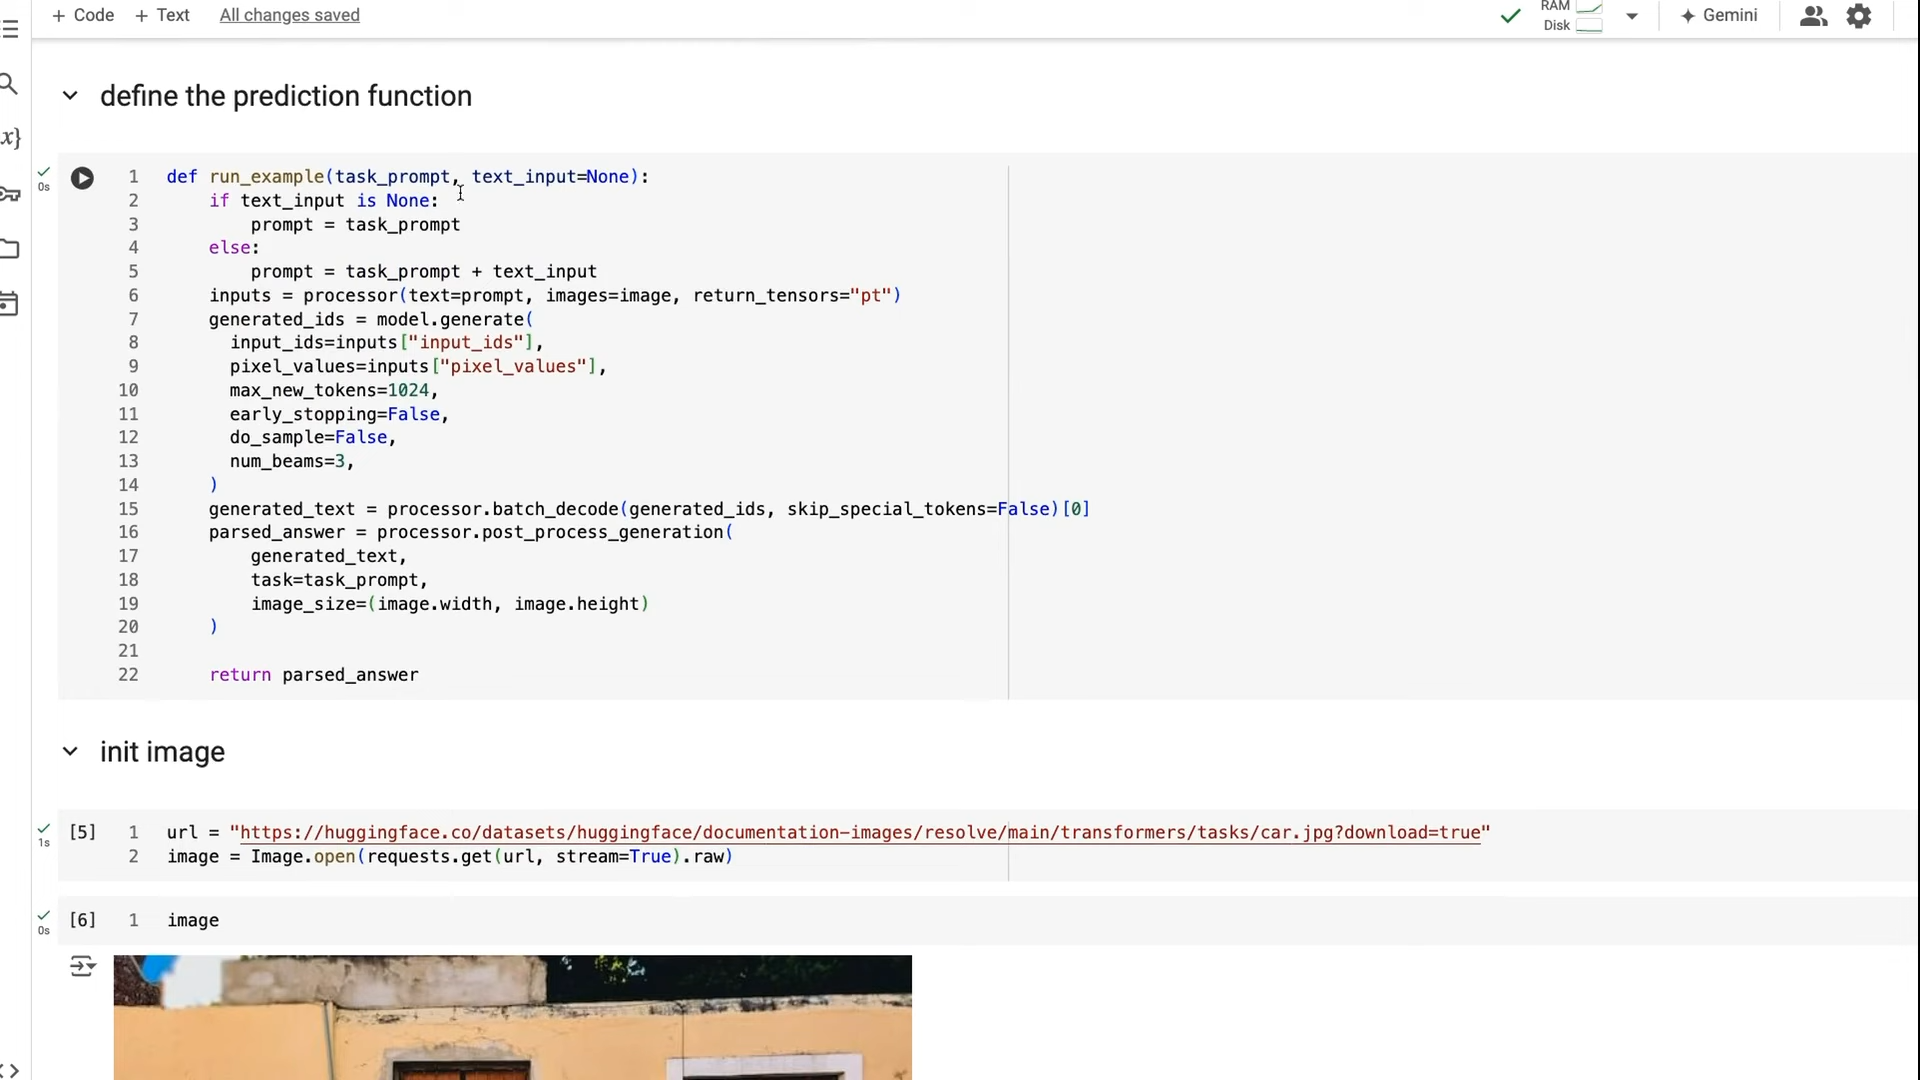 + Code + Text All changes saved
RAM
Disk
Gemini
define the prediction function
0s
1 def run_example(task_prompt, text_input=None):
2     if text_input is None:
3         prompt = task_prompt
4     else:
5         prompt = task_prompt + text_input
6     inputs = processor(text=prompt, images=image, return_tensors="pt")
7     generated_ids = model.generate(
8       input_ids=inputs["input_ids"],
9       pixel_values=inputs["pixel_values"],
10       max_new_tokens=1024,
11       early_stopping=False,
12       do_sample=False,
13       num_beams=3,
14     )
15     generated_text = processor.batch_decode(generated_ids, skip_special_tokens=False)[0]
16     parsed_answer = processor.post_process_generation(
17         generated_text,
18         task=task_prompt,
19         image_size=(image.width, image.height)
20     )
21
22     return parsed_answer
init image
1s
[5] 1 url = "https://huggingface.co/datasets/huggingface/documentation-images/resolve/main/transformers/tasks/car.jpg?download=true"
2 image = Image.open(requests.get(url, stream=True).raw)
0s
[6] 1 image